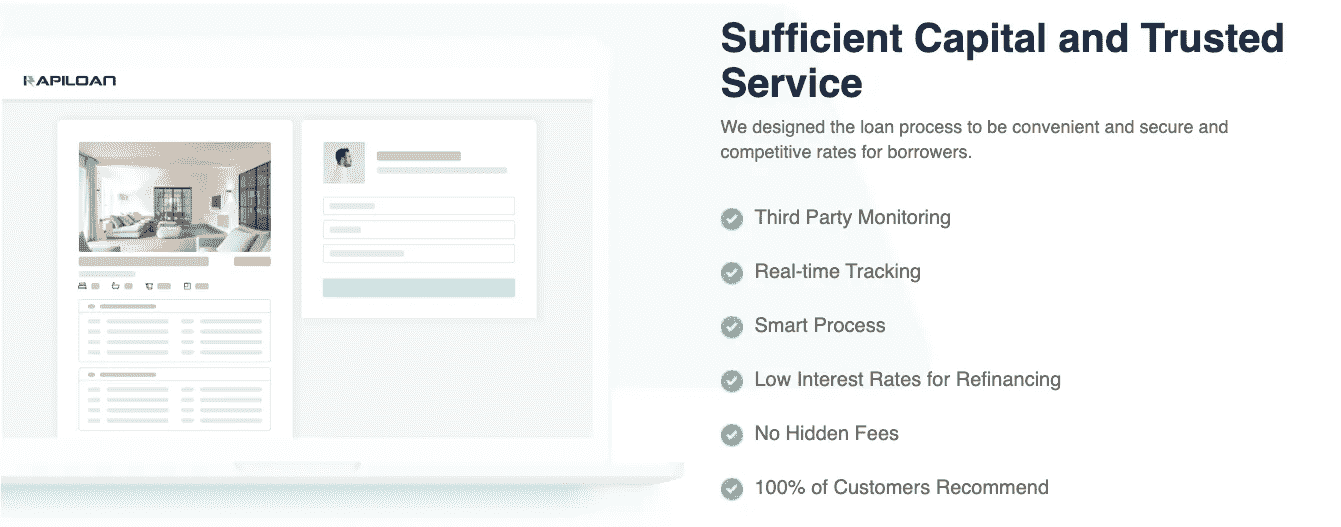 RAPILOAN
Sufficient Capital and Trusted
Service
We designed the loan process to be convenient and secure and
competitive rates for borrowers.
Third Party Monitoring
Real-time Tracking
Smart Process
Low Interest Rates for Refinancing
No Hidden Fees
100% of Customers Recommend